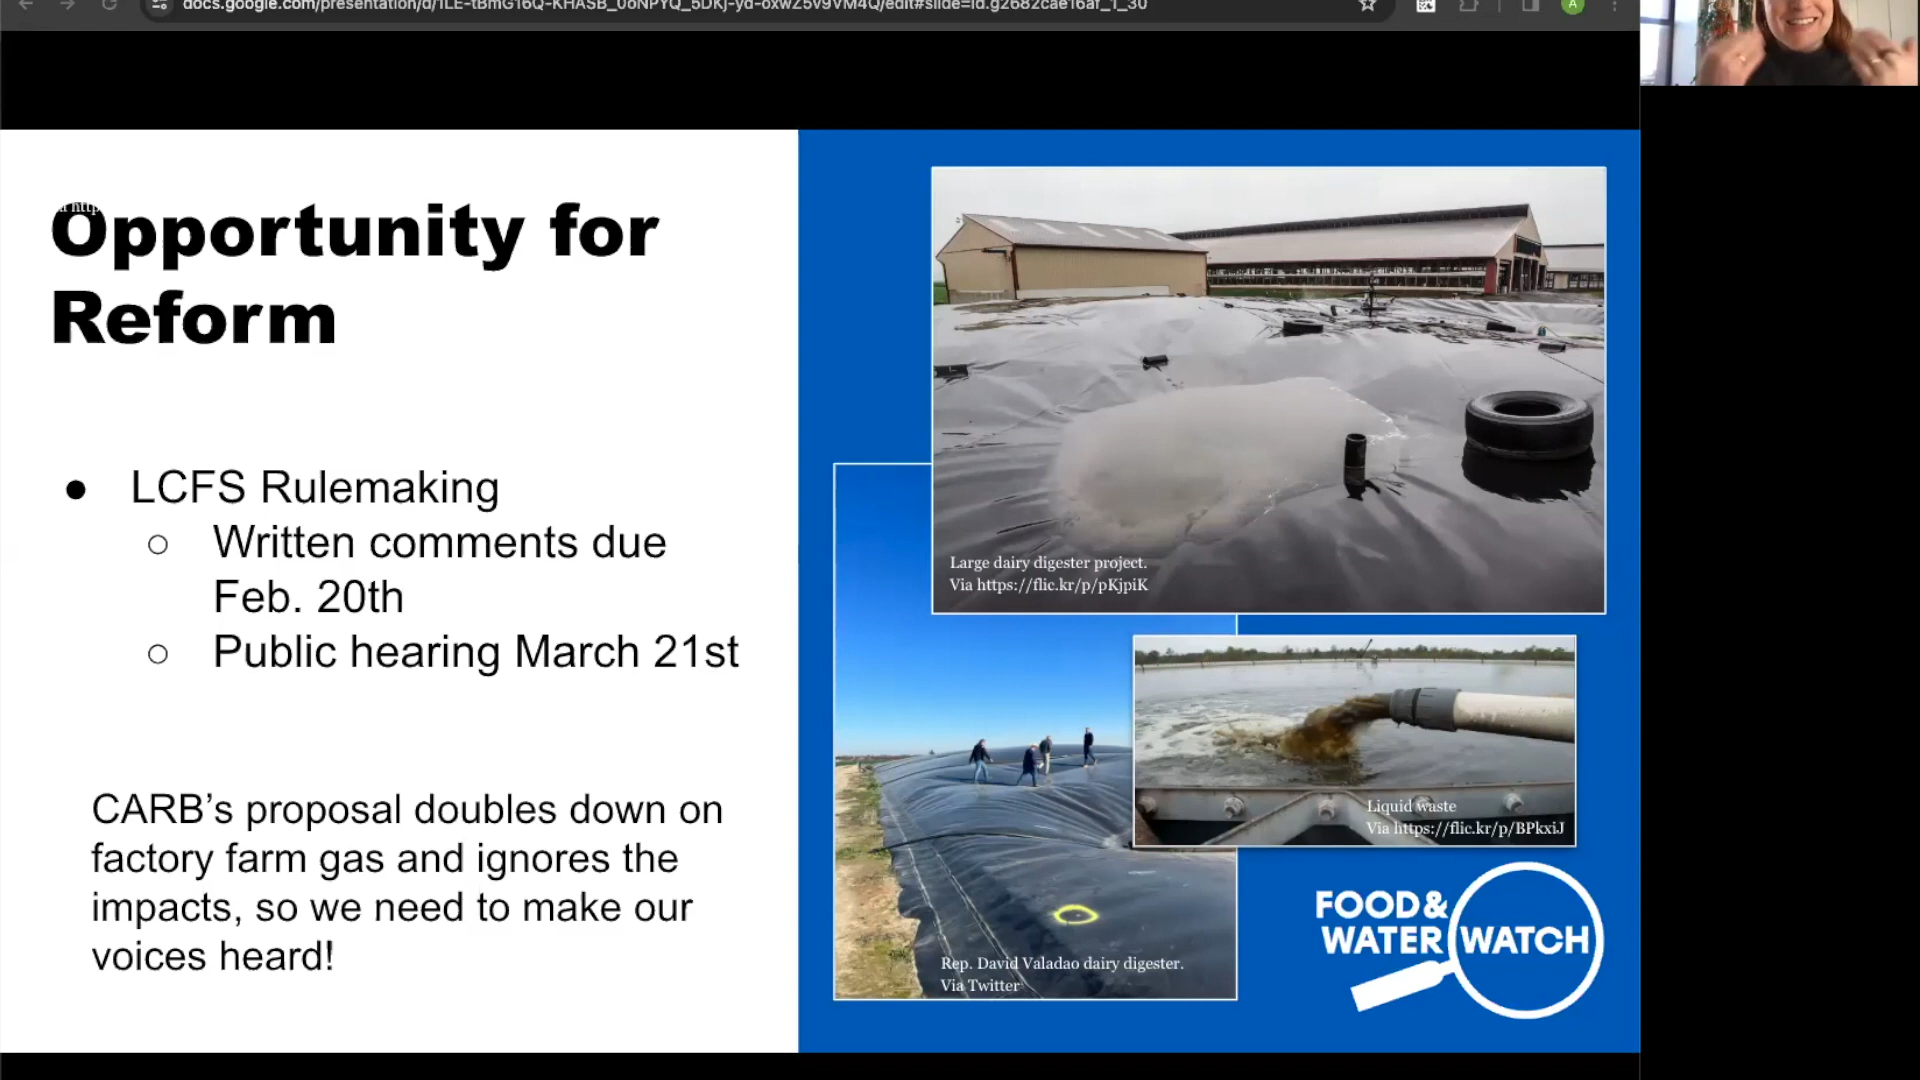 docs.google.com/presentation/d/1LE-tBmG16Q-KHASB_0oNPYQ_5DKj-yd-oxwZ5v9VM4Q/edit#slide=id.g2682cae16af_1_30
A
Opportunity for
Reform
● LCFS Rulemaking
○ Written comments due
Feb. 20th
○ Public hearing March 21st
CARB’s proposal doubles down on
factory farm gas and ignores the
impacts, so we need to make our
voices heard!
Large dairy digester project.
Via https://flic.kr/p/pKjpiK
Liquid waste
Via https://flic.kr/p/BPkxiJ
Rep. David Valadao dairy digester.
Via Twitter
FOOD&
WATER WATCH